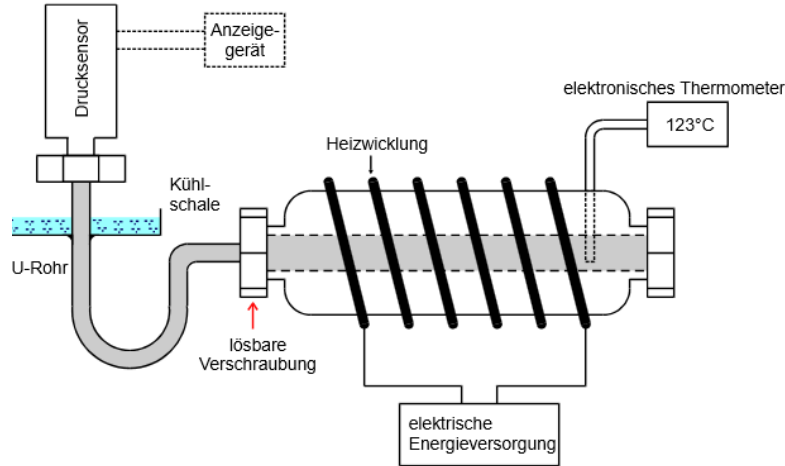 Drucksensor
Anzeige-
gerät
elektronisches Thermometer
123°C
Heizwicklung
Kühl-
schale
U-Rohr
lösbare
Verschraubung
elektrische
Energieversorgung